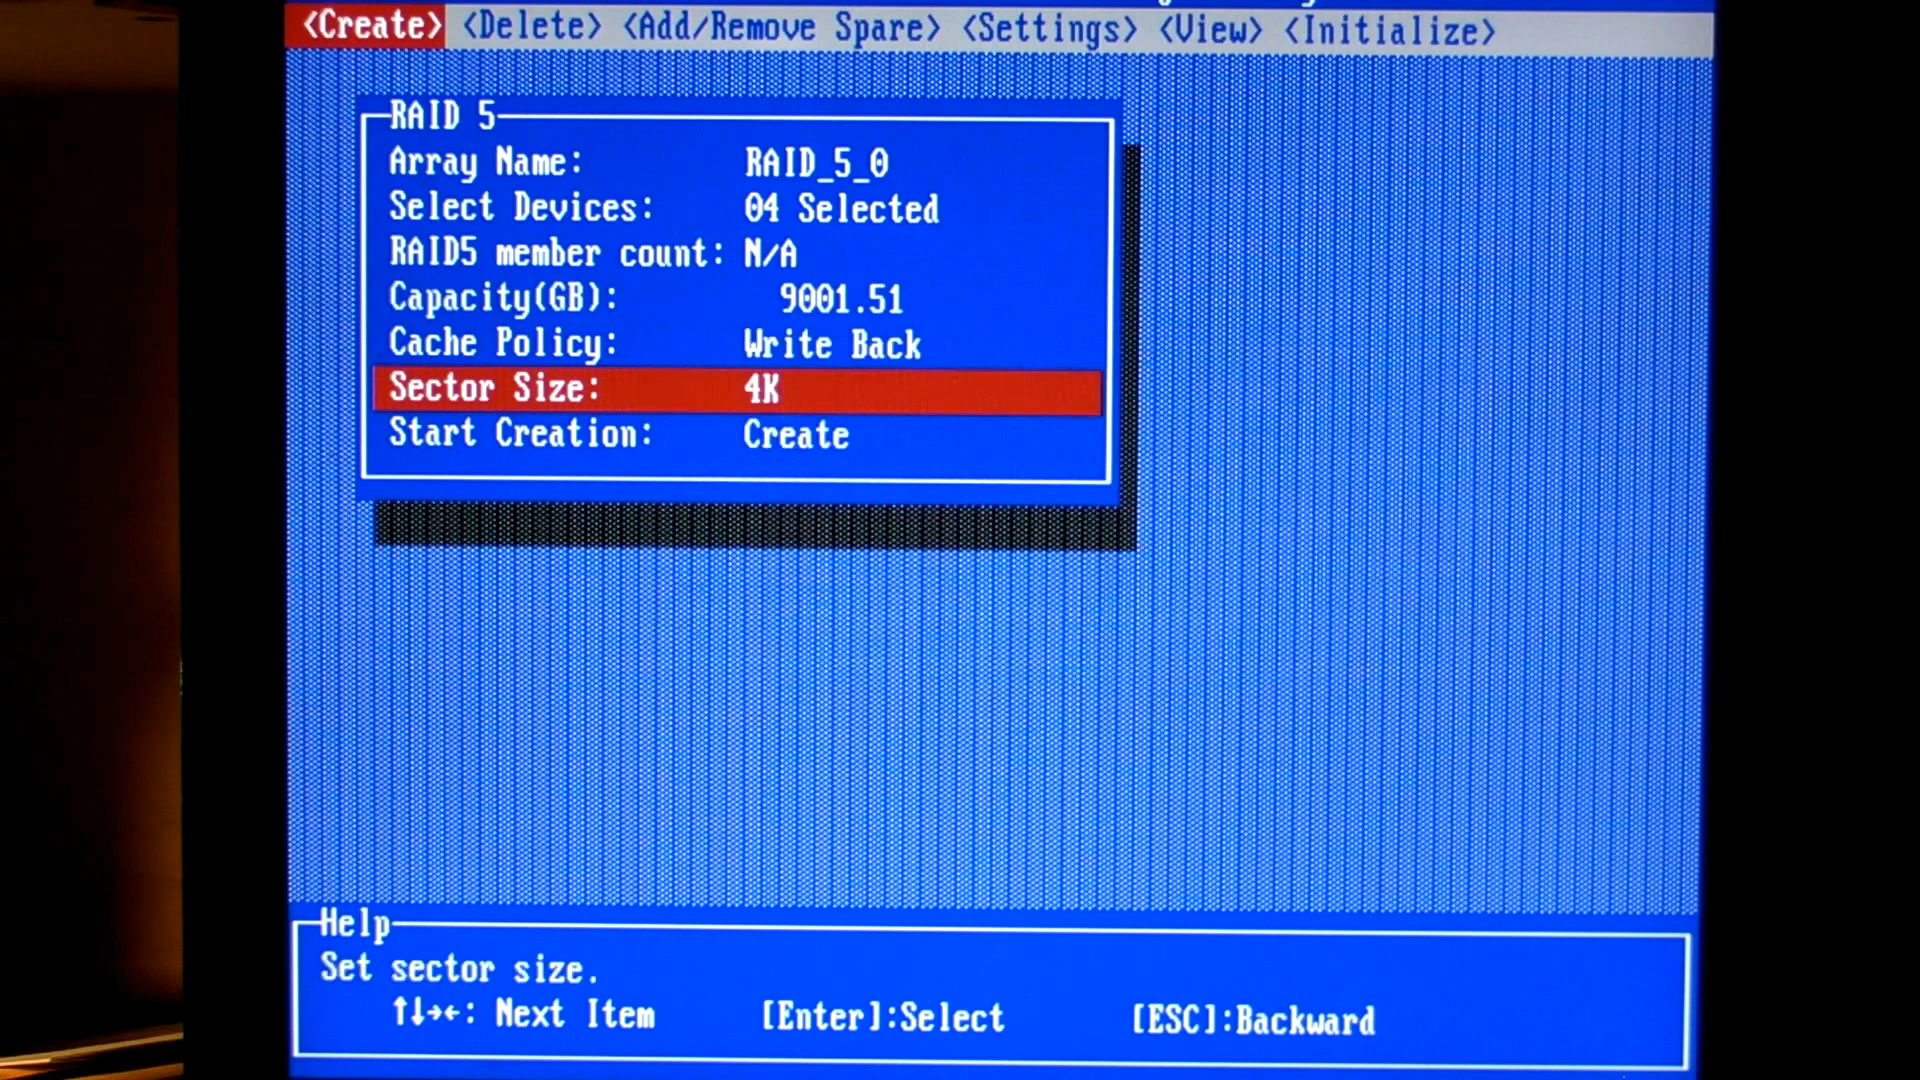 <Create> <Delete> <Add/Remove Spare> <Settings> <View> <Initialize>
RAID 5
Array Name: RAID_5_0
Select Devices: 04 Selected
RAID5 member count: N/A
Capacity(GB): 9001.51
Cache Policy: Write Back
Sector Size: 4K
Start Creation: Create
Help
Set sector size.
↑↓→←: Next Item [Enter]:Select [ESC]:Backward